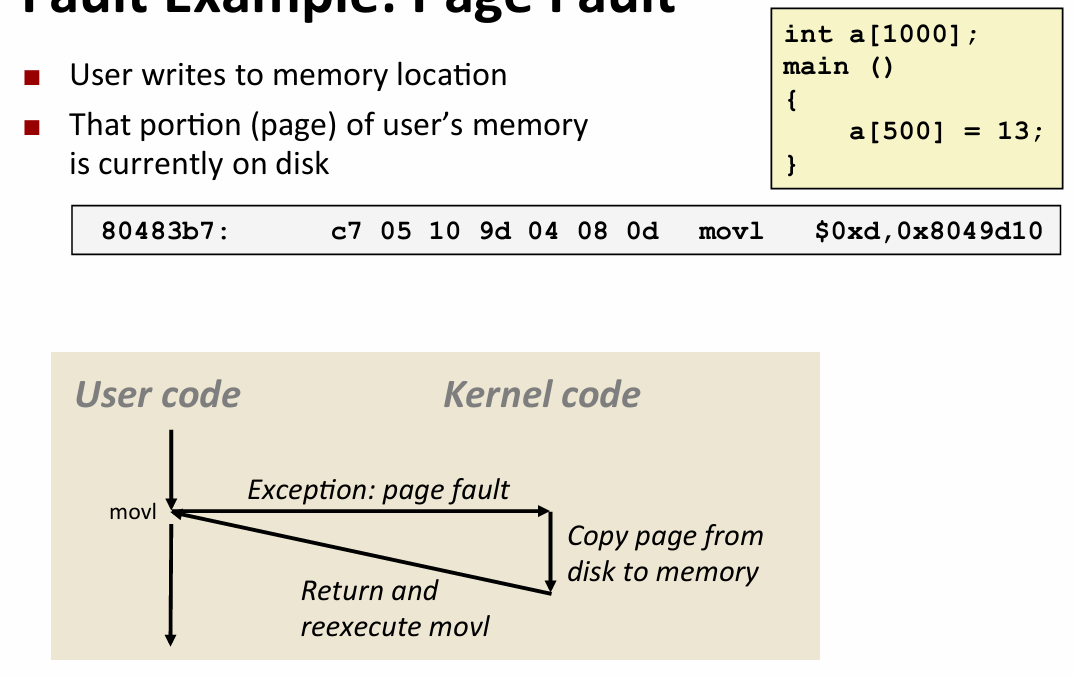 Fault Example: Page Fault
int a[1000];
main ()
{
    a[500] = 13;
}
User writes to memory location
That portion (page) of user’s memory
is currently on disk
80483b7: c7 05 10 9d 04 08 0d movl $0xd,0x8049d10
User code Kernel code
Exception: page fault
movl
Copy page from
disk to memory
Return and
reexecute movl